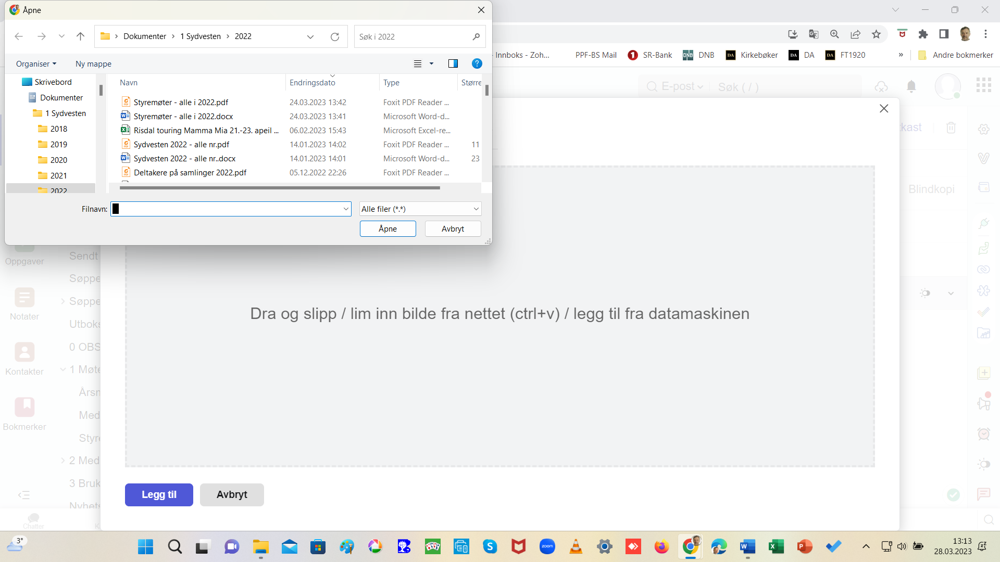 Åpne
Dokumenter
1 Sydvesten
2022
Søk i 2022
Organiser
Ny mappe
Skrivebord
Dokumenter
1 Sydvesten
2018
2019
2020
2021
2022
Navn
Endringsdato
Type
Større
Styremøter - alle i 2022.pdf 24.03.2023 13:42 Foxit PDF Reader ...
Styremøter - alle i 2022.docx 24.03.2023 13:41 Microsoft Word-d...
Risdal touring Mamma Mia 21.-23. apeil ... 06.02.2023 15:43 Microsoft Excel-re...
Sydvesten 2022 - alle nr.pdf 14.01.2023 14:02 Foxit PDF Reader ... 11
Sydvesten 2022 - alle nr..docx 14.01.2023 14:01 Microsoft Word-d... 23
Deltakere på samlinger 2022.pdf 05.12.2022 22:26 Foxit PDF Reader ...
Filnavn:
Alle filer (*.*)
Åpne
Avbryt
- Innboks - Zoh...
PPF-BS Mail
SR-Bank
DNB
DNB
DA
Kirkebøker
DA
DA
DA
FT1920
»
Andre bokmerker
E-post
Søk ( / )
kast
Blindkopi
Oppgaver
Notater
Kontakter
Bokmerker
Sendt
Søppe
Søppe
Utboks
0 OBS
1 Møte
Årsm
Med
Styre
2 Med
3 Bruk
Nyhets
Chatter
K
Dra og slipp / lim inn bilde fra nettet (ctrl+v) / legg til fra datamaskinen
Legg til
Avbryt
3°
zoom
13:13
28.03.2023